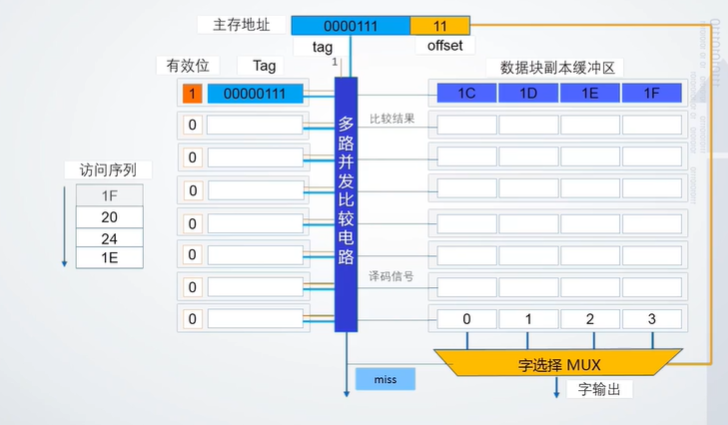 主存地址
0000111
11
tag
offset
1
有效位
Tag
数据块副本缓冲区
1
00000111
1C
1D
1E
1F
比较结果
0
0
0
0
0
0
0
多路并发比较电路
访问序列
1F
20
24
1E
译码信号
0
1
2
3
字选择 MUX
miss
字输出